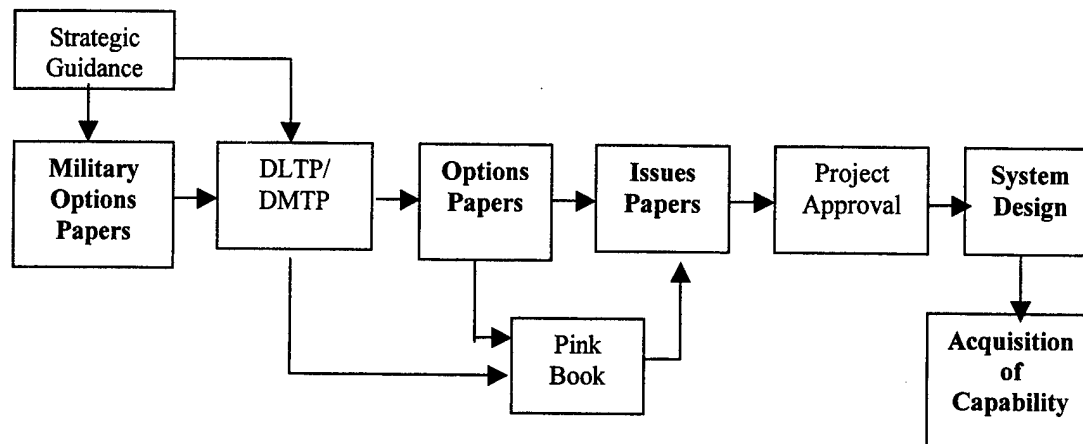 Strategic
Guidance
Military
Options
Papers
DLTP/
DMTP
Options
Papers
Issues
Papers
Project
Approval
System
Design
Pink
Book
Acquisition
of
Capability